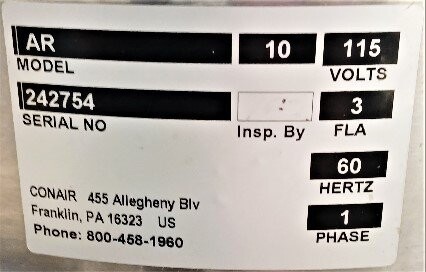 AR 10 115
MODEL VOLTS
242754 3
SERIAL NO Insp. By FLA
60
HERTZ
CONAIR 455 Allegheny Blv
Franklin, PA 16323 US
Phone: 800-458-1960
1
PHASE